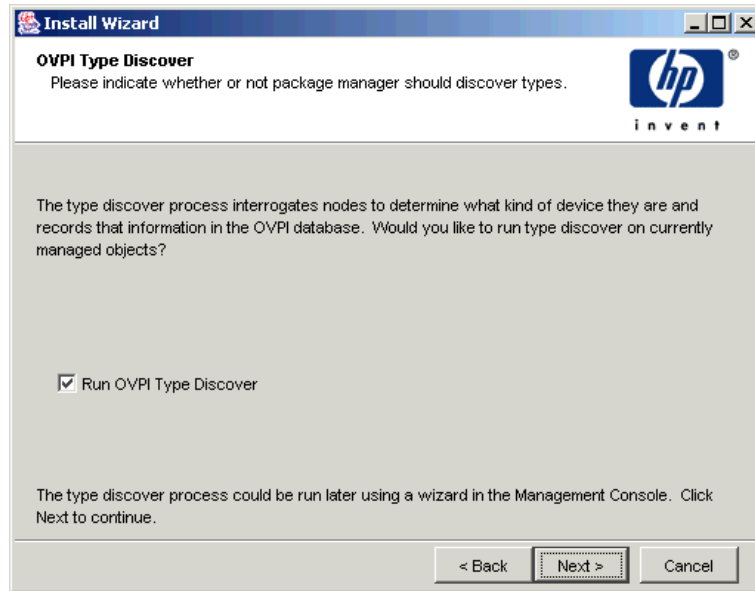 Install Wizard
OVPI Type Discover
Please indicate whether or not package manager should discover types.
hp
®
invent
The type discover process interrogates nodes to determine what kind of device they are and
records that information in the OVPI database. Would you like to run type discover on currently
managed objects?
Run OVPI Type Discover
The type discover process could be run later using a wizard in the Management Console. Click
Next to continue.
< Back Next > Cancel